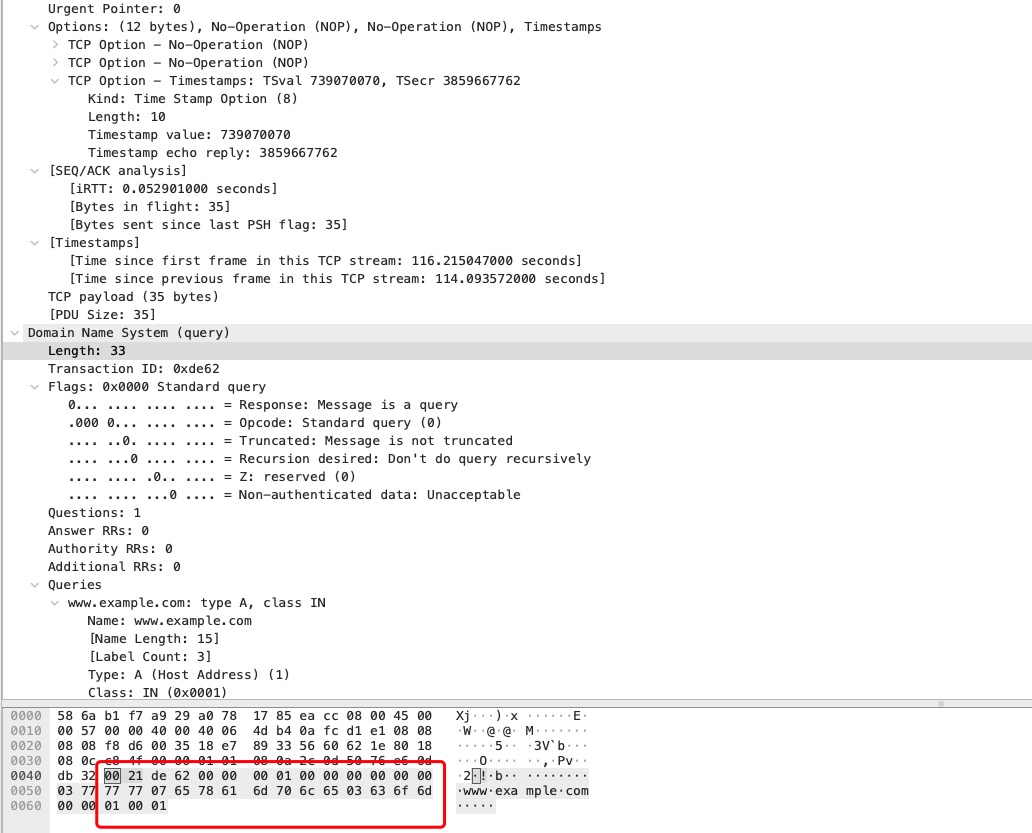 Urgent Pointer: 0
Options: (12 bytes), No-Operation (NOP), No-Operation (NOP), Timestamps
TCP Option - No-Operation (NOP)
TCP Option - No-Operation (NOP)
TCP Option - Timestamps: TSval 739070070, TSecr 3859667762
Kind: Time Stamp Option (8)
Length: 10
Timestamp value: 739070070
Timestamp echo reply: 3859667762
[SEQ/ACK analysis]
[iRTT: 0.052901000 seconds]
[Bytes in flight: 35]
[Bytes sent since last PSH flag: 35]
[Timestamps]
[Time since first frame in this TCP stream: 116.215047000 seconds]
[Time since previous frame in this TCP stream: 114.093572000 seconds]
TCP payload (35 bytes)
[PDU Size: 35]
Domain Name System (query)
Length: 33
Transaction ID: 0xde62
Flags: 0x0000 Standard query
0... .... .... .... = Response: Message is a query
.000 0... .... .... = Opcode: Standard query (0)
.... ..0. .... .... = Truncated: Message is not truncated
.... ...0 .... .... = Recursion desired: Don't do query recursively
.... .... .0.. .... = Z: reserved (0)
.... .... ...0 .... = Non-authenticated data: Unacceptable
Questions: 1
Answer RRs: 0
Authority RRs: 0
Additional RRs: 0
Queries
www.example.com: type A, class IN
Name: www.example.com
[Name Length: 15]
[Label Count: 3]
Type: A (Host Address) (1)
Class: IN (0x0001)
0000 58 6a b1 f7 a9 29 a0 78 17 85 ea cc 08 00 45 00 Xj···)·x ······E·
0010 00 57 00 00 40 00 40 06 4d b4 0a fc d1 e1 08 08 ·W··@·@· M·······
0020 08 08 f8 d6 00 35 18 e7 89 33 56 60 62 1e 80 18 ·····5·· ·3V`b···
0030 08 0c c8 4f 00 00 01 01 08 0a 2c 0d 50 76 e6 0d ···O···· ··,·Pv··
0040 db 32 00 21 de 62 00 00 00 01 00 00 00 00 00 00 ·2·!·b·· ········
0050 03 77 77 77 07 65 78 61 6d 70 6c 65 03 63 6f 6d ·www·exa mple·com
0060 00 00 01 00 01 ·····